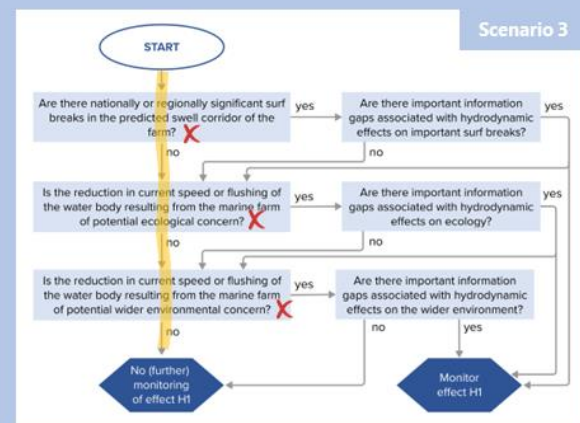 Scenario 3
START
Are there nationally or regionally significant surf
breaks in the predicted swell corridor of the
farm?
yes
Are there important information
gaps associated with hydrodynamic
effects on important surf breaks?
yes
no
no
Is the reduction in current speed or flushing of
the water body resulting from the marine farm
of potential ecological concern?
yes
Are there important information
gaps associated with hydrodynamic
effects on ecology?
yes
no
no
Is the reduction in current speed or flushing of
the water body resulting from the marine farm
of potential wider environmental concern?
yes
Are there important information
gaps associated with hydrodynamic
effects on the wider environment?
no
no
yes
No (further)
monitoring
of effect H1
Monitor
effect H1